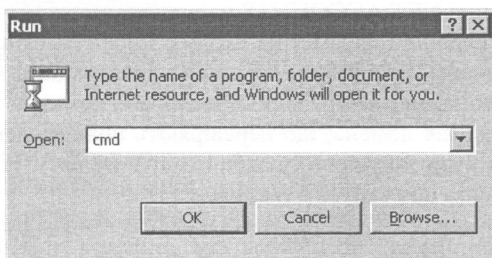 Run
Type the name of a program, folder, document, or
Internet resource, and Windows will open it for you.
Open: cmd
OK Cancel Browse...